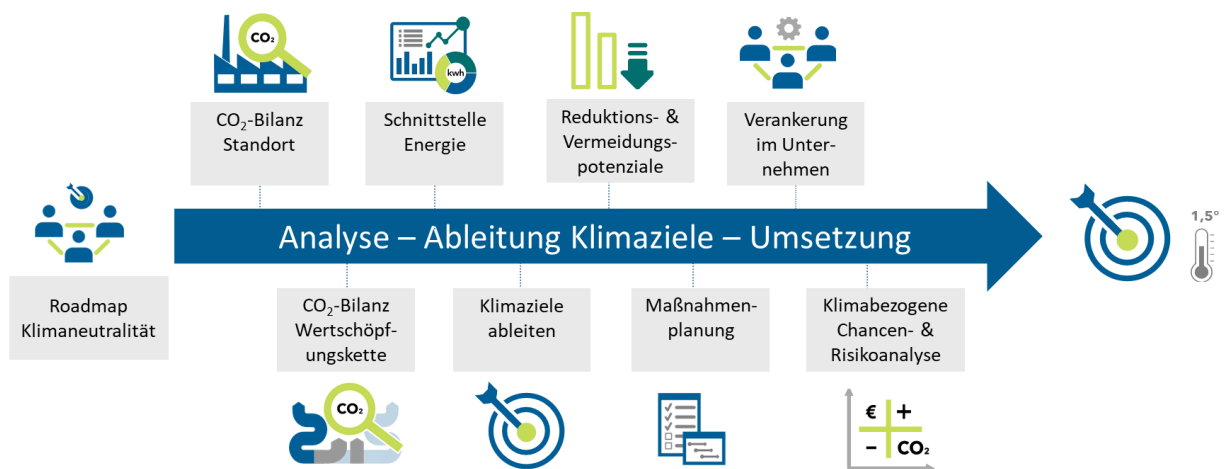 CO₂
kwh
CO₂-Bilanz
Standort
Schnittstelle
Energie
Reduktions- &
Vermeidungs-
potenziale
Verankerung
im Unter-
nehmen
Roadmap
Klimaneutralität
Analyse – Ableitung Klimaziele – Umsetzung
1,5°
CO₂-Bilanz
Wertschöpf-
ungskette
Klimaziele
ableiten
Maßnahmen-
planung
Klimabezogene
Chancen- &
Risikoanalyse
CO₂
€ +
– CO₂